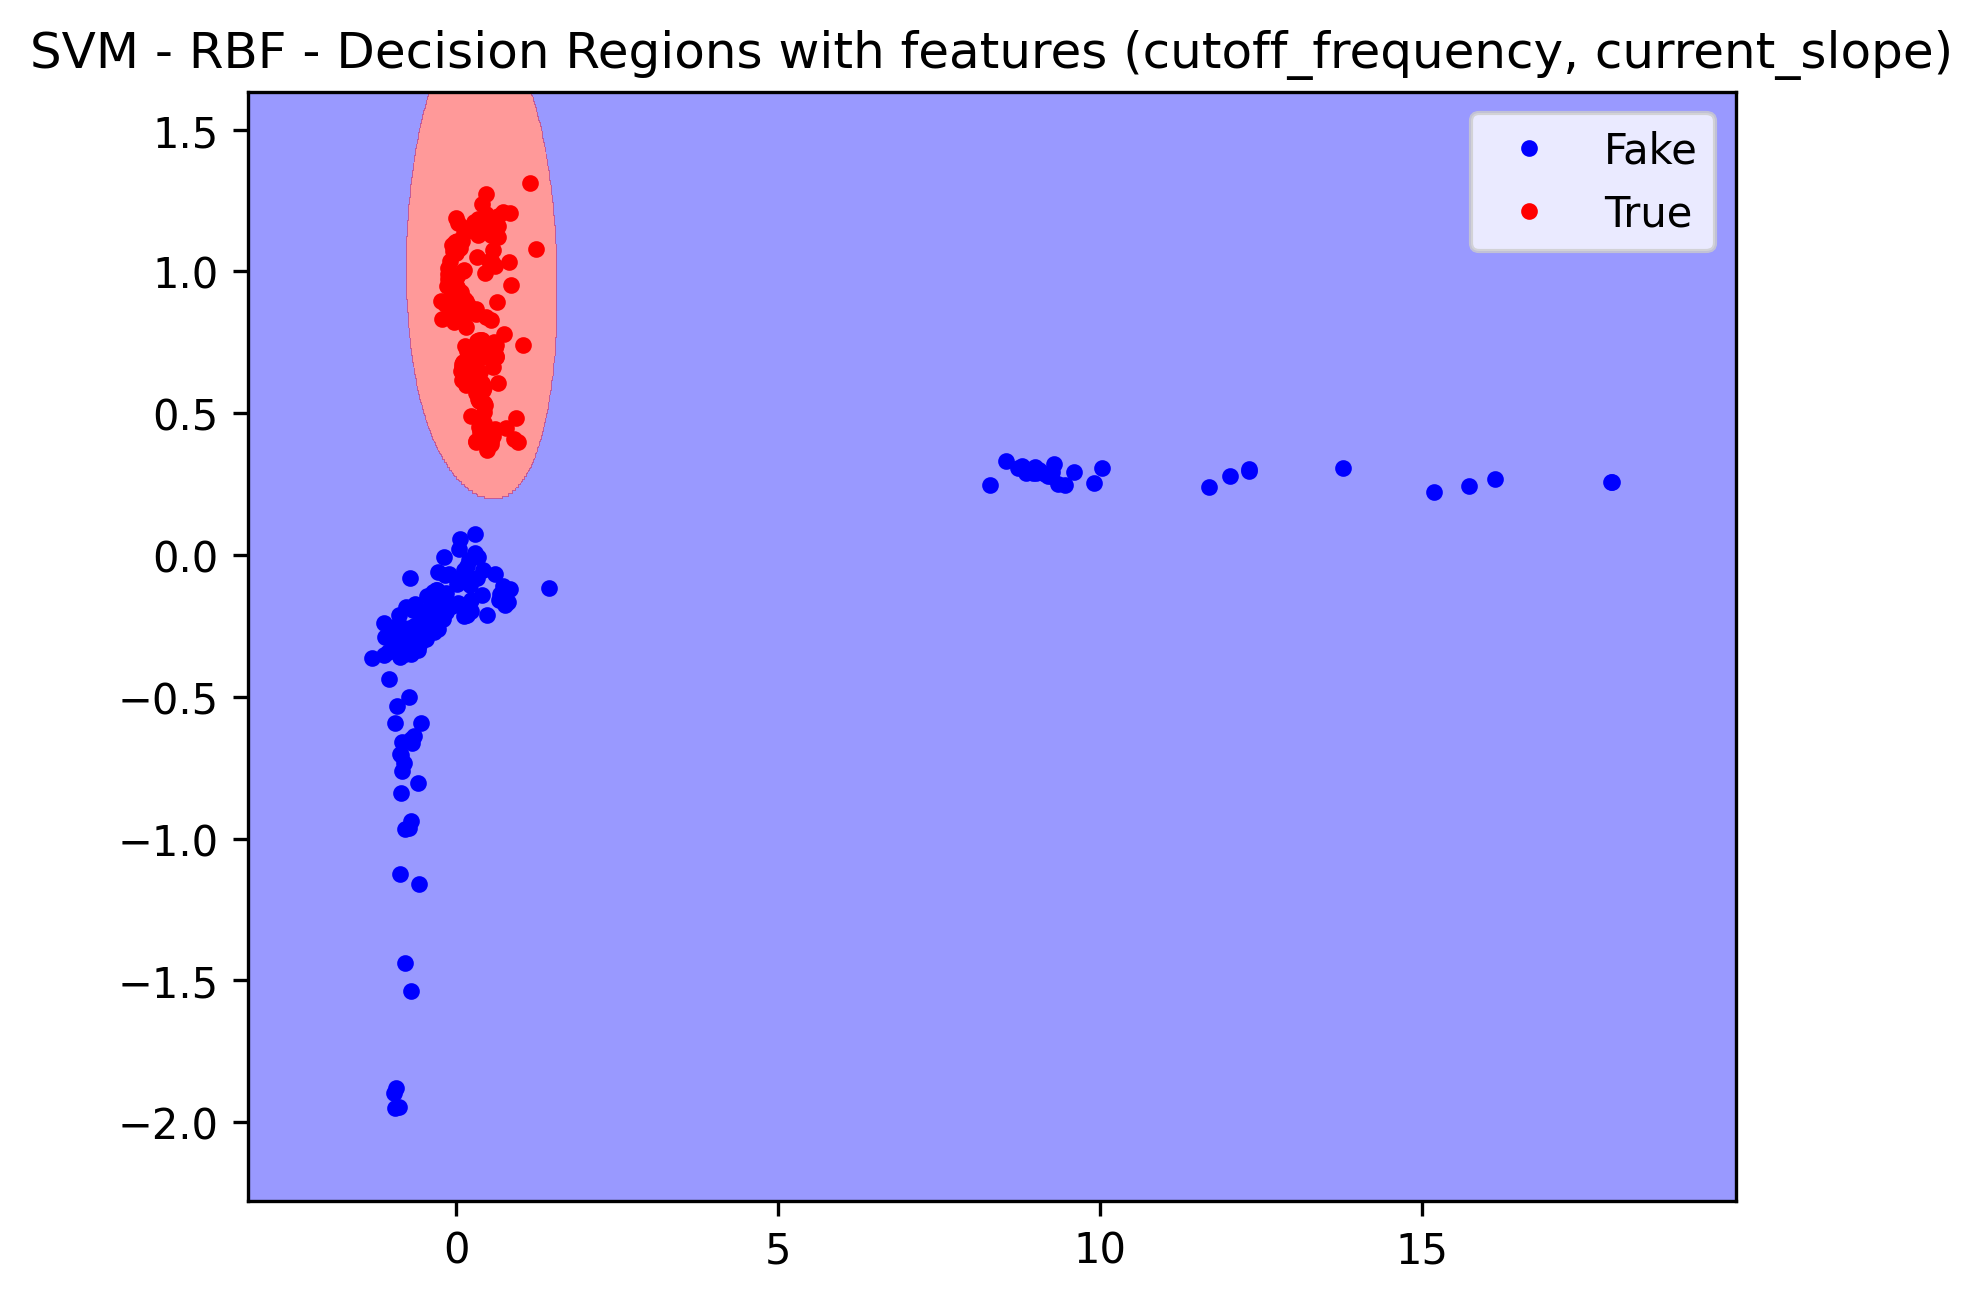 SVM - RBF - Decision Regions with features (cutoff_frequency, current_slope)
Fake
True
1.5
1.0
0.5
0.0
−0.5
−1.0
−1.5
−2.0
0 5 10 15